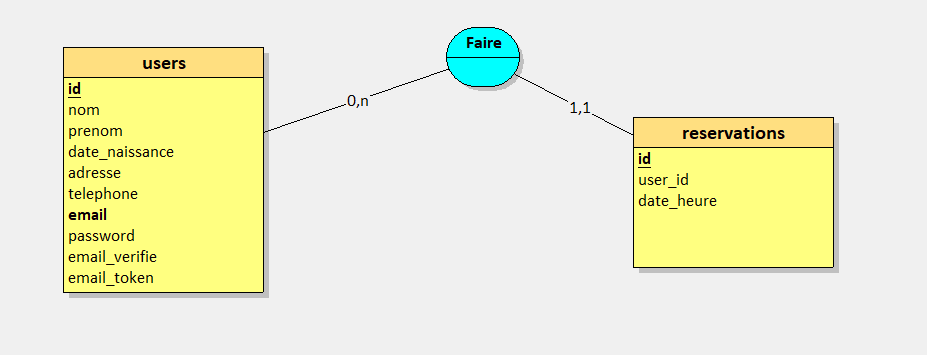 Faire
users
id
nom
prenom
date_naissance
adresse
telephone
email
password
email_verifie
email_token
0,n
1,1
reservations
id
user_id
date_heure